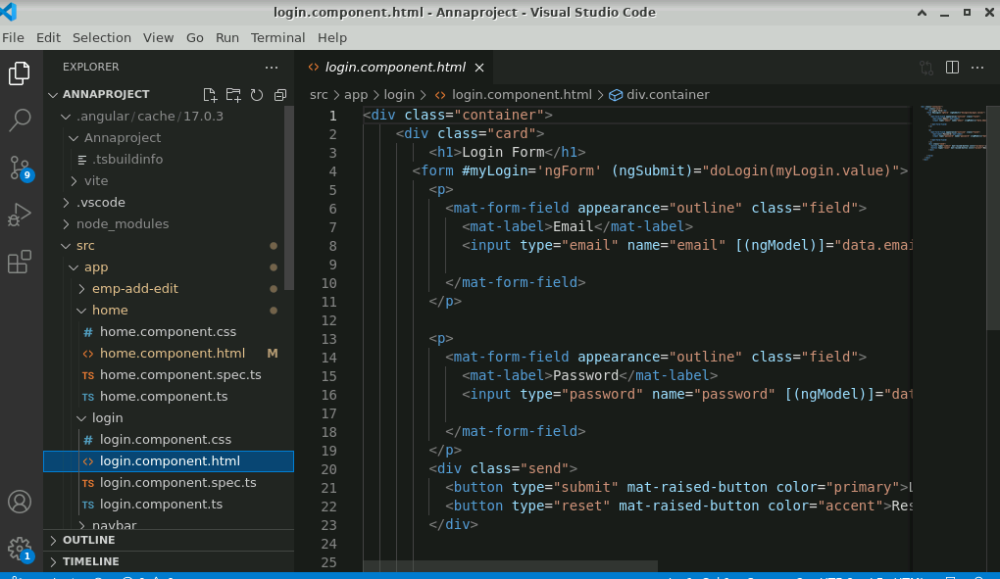 login.component.html - Annaproject - Visual Studio Code
File Edit Selection View Go Run Terminal Help
EXPLORER
ANNAPROJECT
.angular/cache/17.0.3
Annaproject
.tsbuildinfo
vite
.vscode
node_modules
src
app
emp-add-edit
home
home.component.css
home.component.html M
TS home.component.spec.ts
TS home.component.ts
login
login.component.css
login.component.html
TS login.component.spec.ts
TS login.component.ts
navbar
OUTLINE
TIMELINE
9
1
login.component.html
src > app > login > login.component.html > div.container
1 <div class="container">
2 <div class="card">
3 <h1>Login Form</h1>
4 <form #myLogin='ngForm' (ngSubmit)="doLogin(myLogin.value)">
5 <p>
6 <mat-form-field appearance="outline" class="field">
7 <mat-label>Email</mat-label>
8 <input type="email" name="email" [(ngModel)]="data.emai
9
10 </mat-form-field>
11 </p>
12
13 <p>
14 <mat-form-field appearance="outline" class="field">
15 <mat-label>Password</mat-label>
16 <input type="password" name="password" [(ngModel)]="dat
17
18 </mat-form-field>
19 </p>
20 <div class="send">
21 <button type="submit" mat-raised-button color="primary">L
22 <button type="reset" mat-raised-button color="accent">Res
23 </div>
24
25